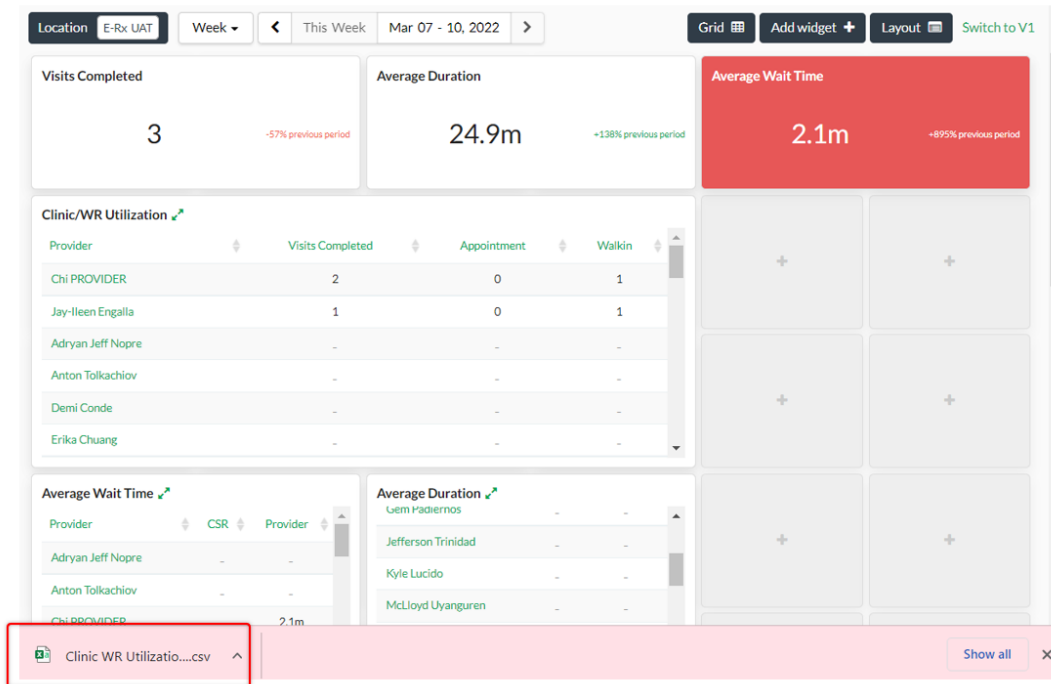 Location E-Rx UAT Week This Week Mar 07 - 10, 2022 Grid Add widget Layout Switch to V1
Visits Completed
3 -57% previous period
Average Duration
24.9m +138% previous period
Average Wait Time
2.1m +895% previous period
Clinic/WR Utilization
Provider Visits Completed Appointment Walkin
Chi PROVIDER 2 0 1
Jay-Ileen Engalla 1 0 1
Adryan Jeff Nopre - - -
Anton Tolkachiov - - -
Demi Conde - - -
Erika Chuang - - -
Average Wait Time
Provider CSR Provider
Adryan Jeff Nopre - -
Anton Tolkachiov - -
Chi PROVIDER 2.1m
Average Duration
Gem Padiernos - -
Jefferson Trinidad - -
Kyle Lucido - -
McLloyd Uyanguren - -
Clinic WR Utilizatio....csv Show all